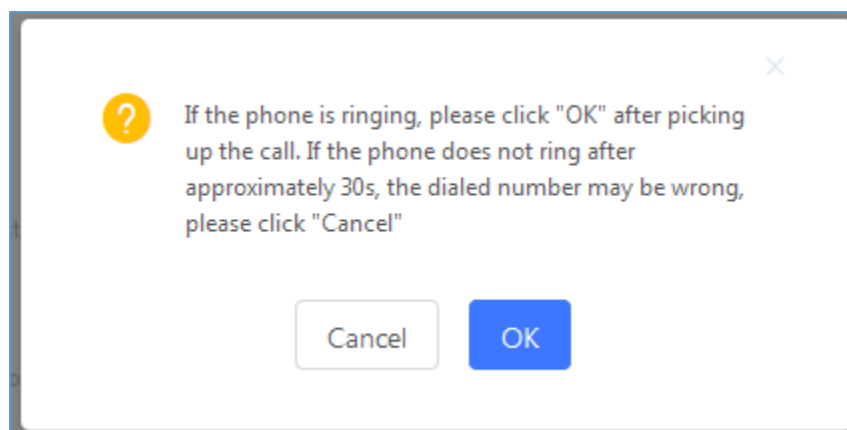 If the phone is ringing, please click "OK" after picking
up the call. If the phone does not ring after
approximately 30s, the dialed number may be wrong,
please click "Cancel"
Cancel OK